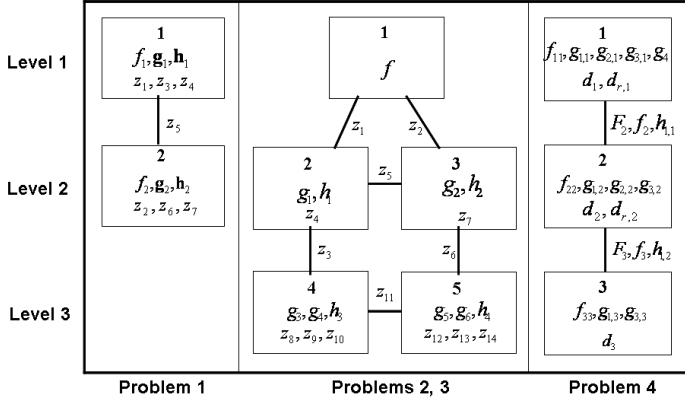 Level 1
Level 2
Level 3
1
f₁, g₁, h₁
z₁, z₃, z₄
z₅
2
f₂, g₂, h₂
z₂, z₆, z₇
Problem 1
1
f
z₁
z₂
2
g₁, h₁
z₄
z₅
3
g₂, h₂
z₇
z₃
z₆
4
g₃, g₄, h₃
z₈, z₉, z₁₀
z₁₁
5
g₅, g₆, h₄
z₁₂, z₁₃, z₁₄
Problems 2, 3
1
f₁₁, g₁,₁, g₂,₁, g₃,₁, g₄
d₁, dᵣ,₁
F₂, f₂, h₁,₁
2
f₂₂, g₁,₂, g₂,₂, g₃,₂
d₂, dᵣ,₂
F₃, f₃, h₁,₂
3
f₃₃, g₁,₃, g₃,₃
d₃
Problem 4